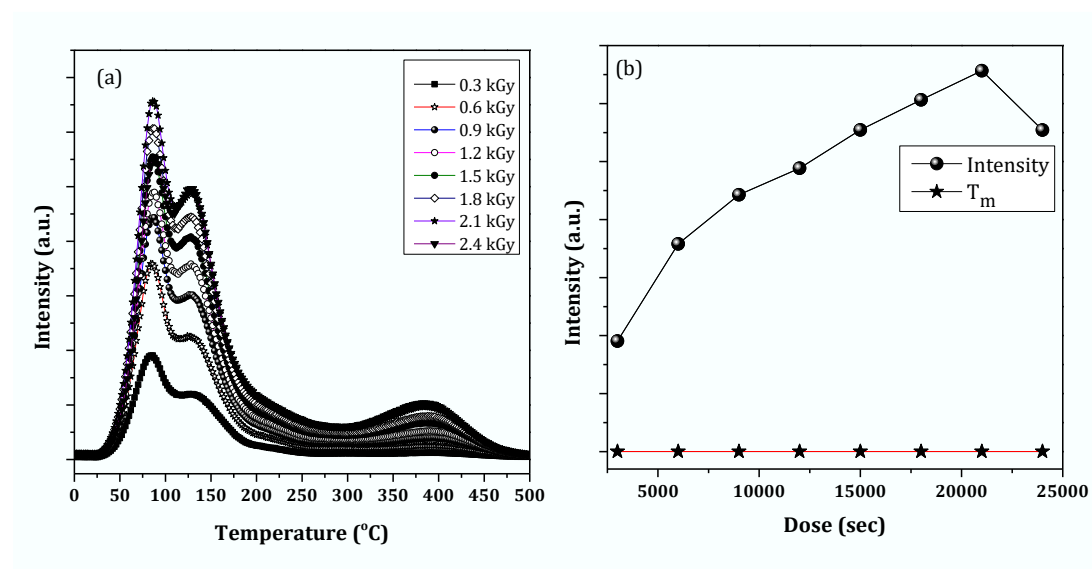 (a)
0.3 kGy
0.6 kGy
0.9 kGy
1.2 kGy
1.5 kGy
1.8 kGy
2.1 kGy
2.4 kGy
Intensity (a.u.)
0 50 100 150 200 250 300 350 400 450 500
Temperature (°C)
(b)
Intensity
Tₘ
Intensity (a.u.)
5000 10000 15000 20000 25000
Dose (sec)